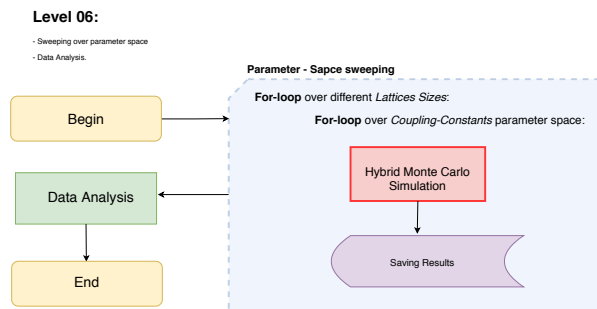 Level 06:
- Sweeping over parameter space
- Data Analysis.
Parameter - Sapce sweeping
For-loop over different Lattices Sizes:
For-loop over Coupling-Constants parameter space:
Begin
Hybrid Monte Carlo
Simulation
Data Analysis
Saving Results
End